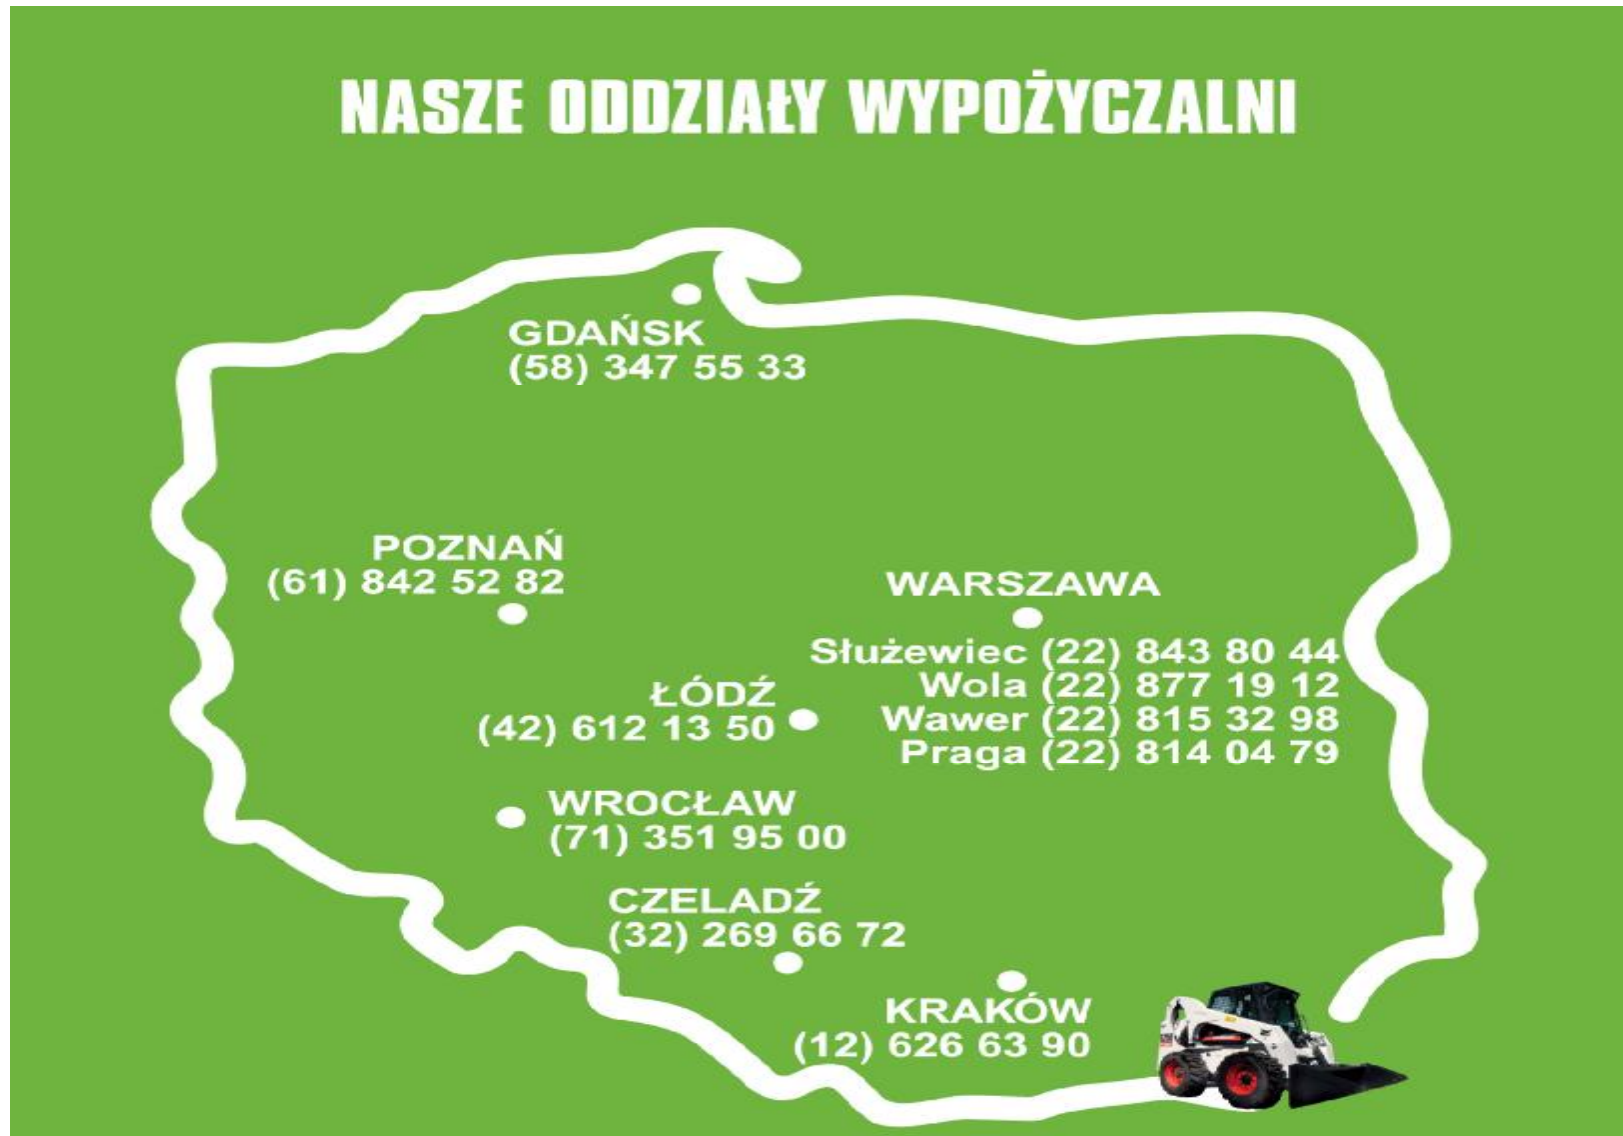 NASZE ODDZIAŁY WYPOŻYCZALNI
GDAŃSK
(58) 347 55 33
POZNAŃ
(61) 842 52 82
WARSZAWA
Służewiec (22) 843 80 44
Wola (22) 877 19 12
Wawer (22) 815 32 98
Praga (22) 814 04 79
ŁÓDŹ
(42) 612 13 50
WROCŁAW
(71) 351 95 00
CZELADŹ
(32) 269 66 72
KRAKÓW
(12) 626 63 90